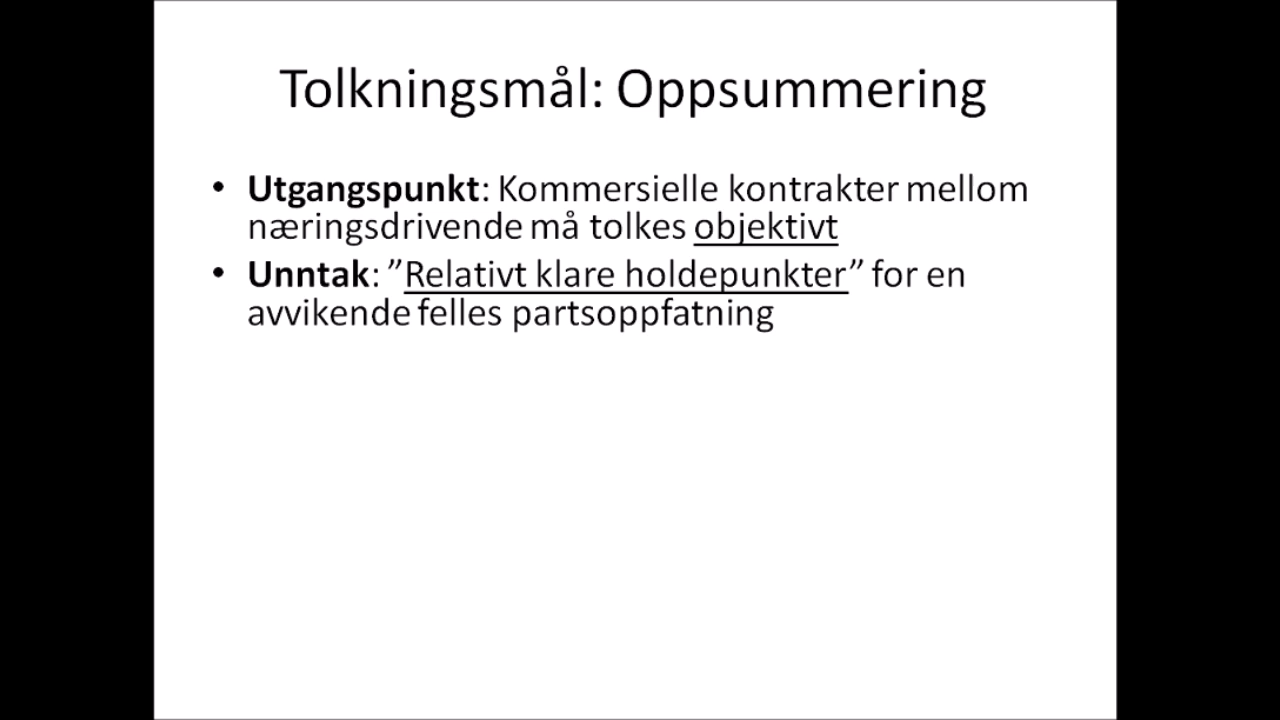 Tolkningsmål: Oppsummering
• Utgangspunkt: Kommersielle kontrakter mellom
næringsdrivende må tolkes objektivt
• Unntak: ”Relativt klare holdepunkter” for en
avvikende felles partsoppfatning